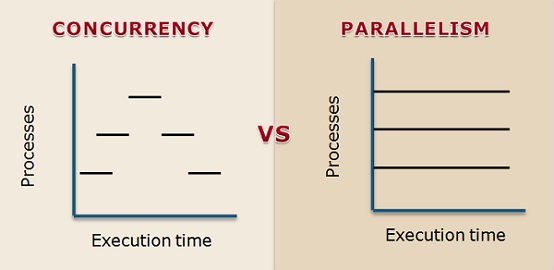 CONCURRENCY
Processes
Execution time
VS
PARALLELISM
Processes
Execution time